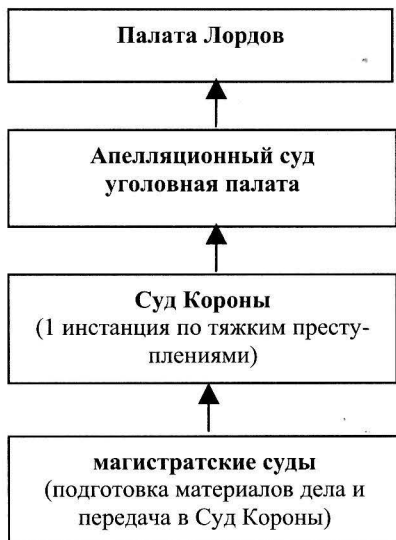 Палата Лордов
Апелляционный суд
уголовная палата
Суд Короны
(1 инстанция по тяжким престу-
плениями)
магистратские суды
(подготовка материалов дела и
передача в Суд Короны)